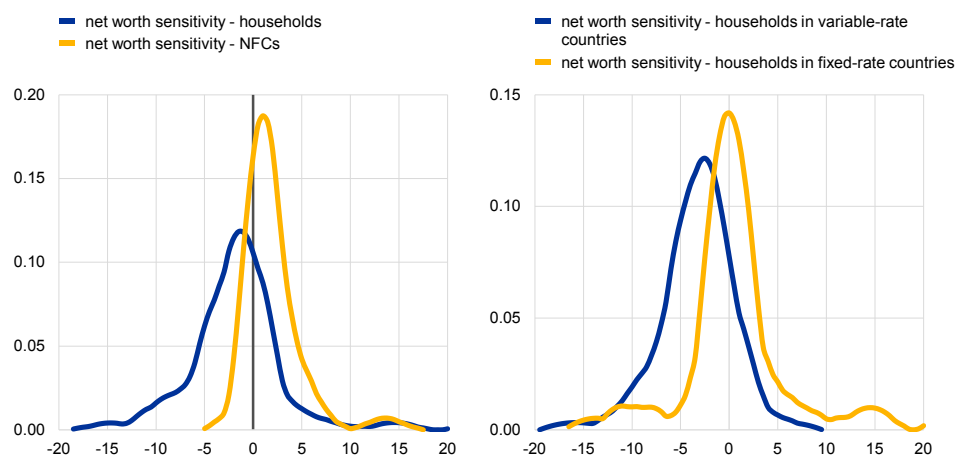 net worth sensitivity - households
net worth sensitivity - NFCs
0.20
0.15
0.10
0.05
0.00
-20 -15 -10 -5 0 5 10 15 20
net worth sensitivity - households in variable-rate
countries
net worth sensitivity - households in fixed-rate countries
0.15
0.10
0.05
0.00
-20 -15 -10 -5 0 5 10 15 20